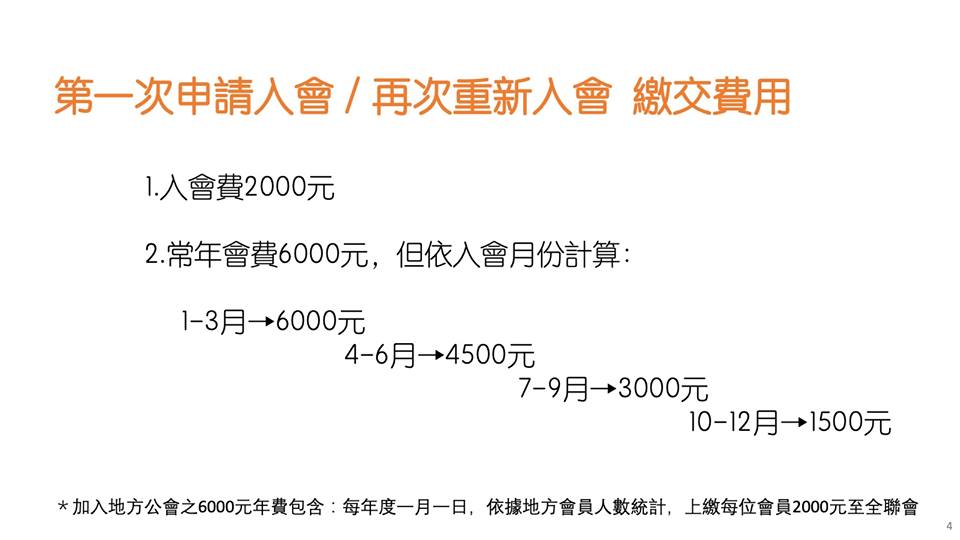 第一次申請入會 / 再次重新入會 繳交費用
1.入會費2000元
2.常年會費6000元，但依入會月份計算：
1-3月→6000元
4-6月→4500元
7-9月→3000元
10-12月→1500元
＊加入地方公會之6000元年費包含：每年度一月一日，依據地方會員人數統計，上繳每位會員2000元至全聯會
4